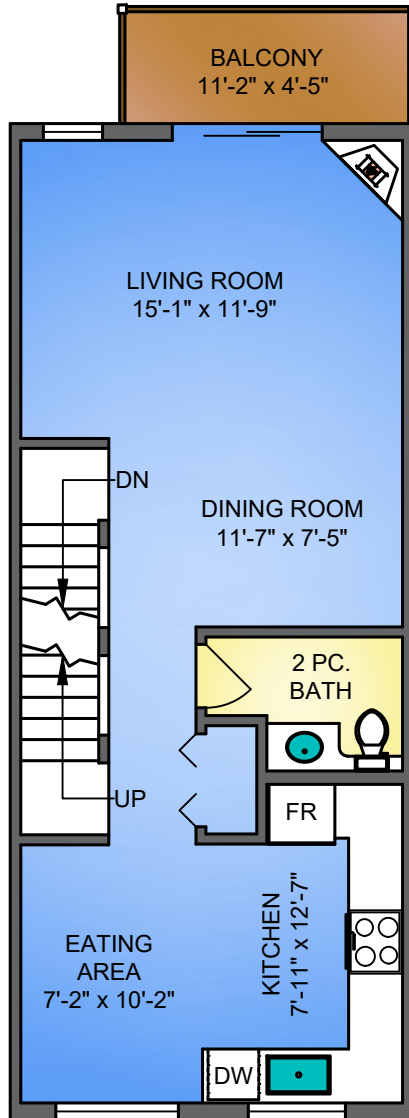 BALCONY
11'-2" x 4'-5"
LIVING ROOM
15'-1" x 11'-9"
DN
DINING ROOM
11'-7" x 7'-5"
2 PC.
BATH
UP
FR
EATING
AREA
7'-2" x 10'-2"
KITCHEN
7'-11" x 12'-7"
DW